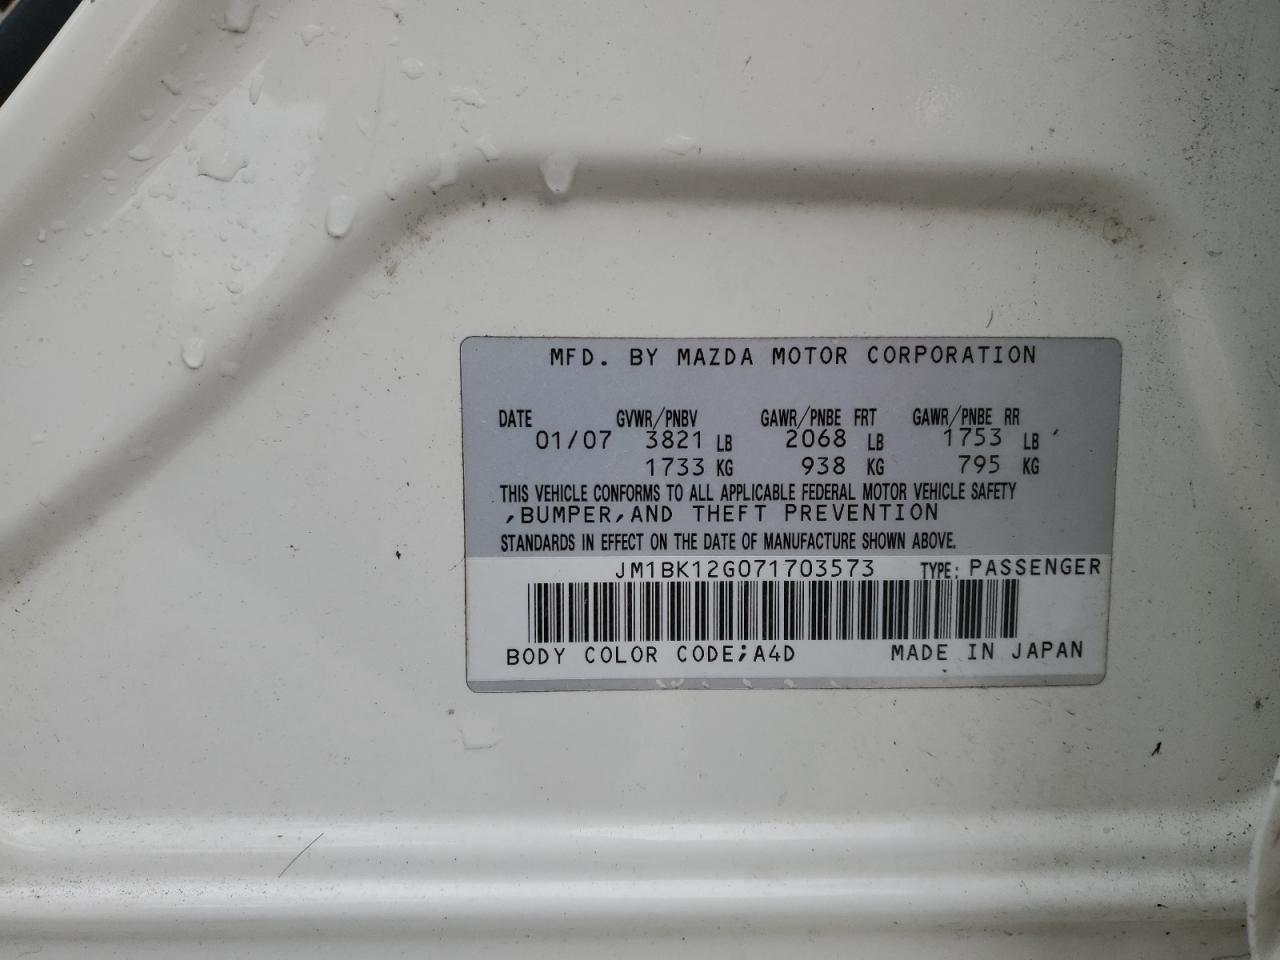 MFD. BY MAZDA MOTOR CORPORATION
DATE GVWR/PNBV GAWR/PNBE FRT GAWR/PNBE RR
01/07 3821 LB 2068 LB 1753 LB
1733 KG 938 KG 795 KG
THIS VEHICLE CONFORMS TO ALL APPLICABLE FEDERAL MOTOR VEHICLE SAFETY
,BUMPER,AND THEFT PREVENTION
STANDARDS IN EFFECT ON THE DATE OF MANUFACTURE SHOWN ABOVE.
JM1BK12G071703573 TYPE: PASSENGER
BODY COLOR CODE;A4D MADE IN JAPAN